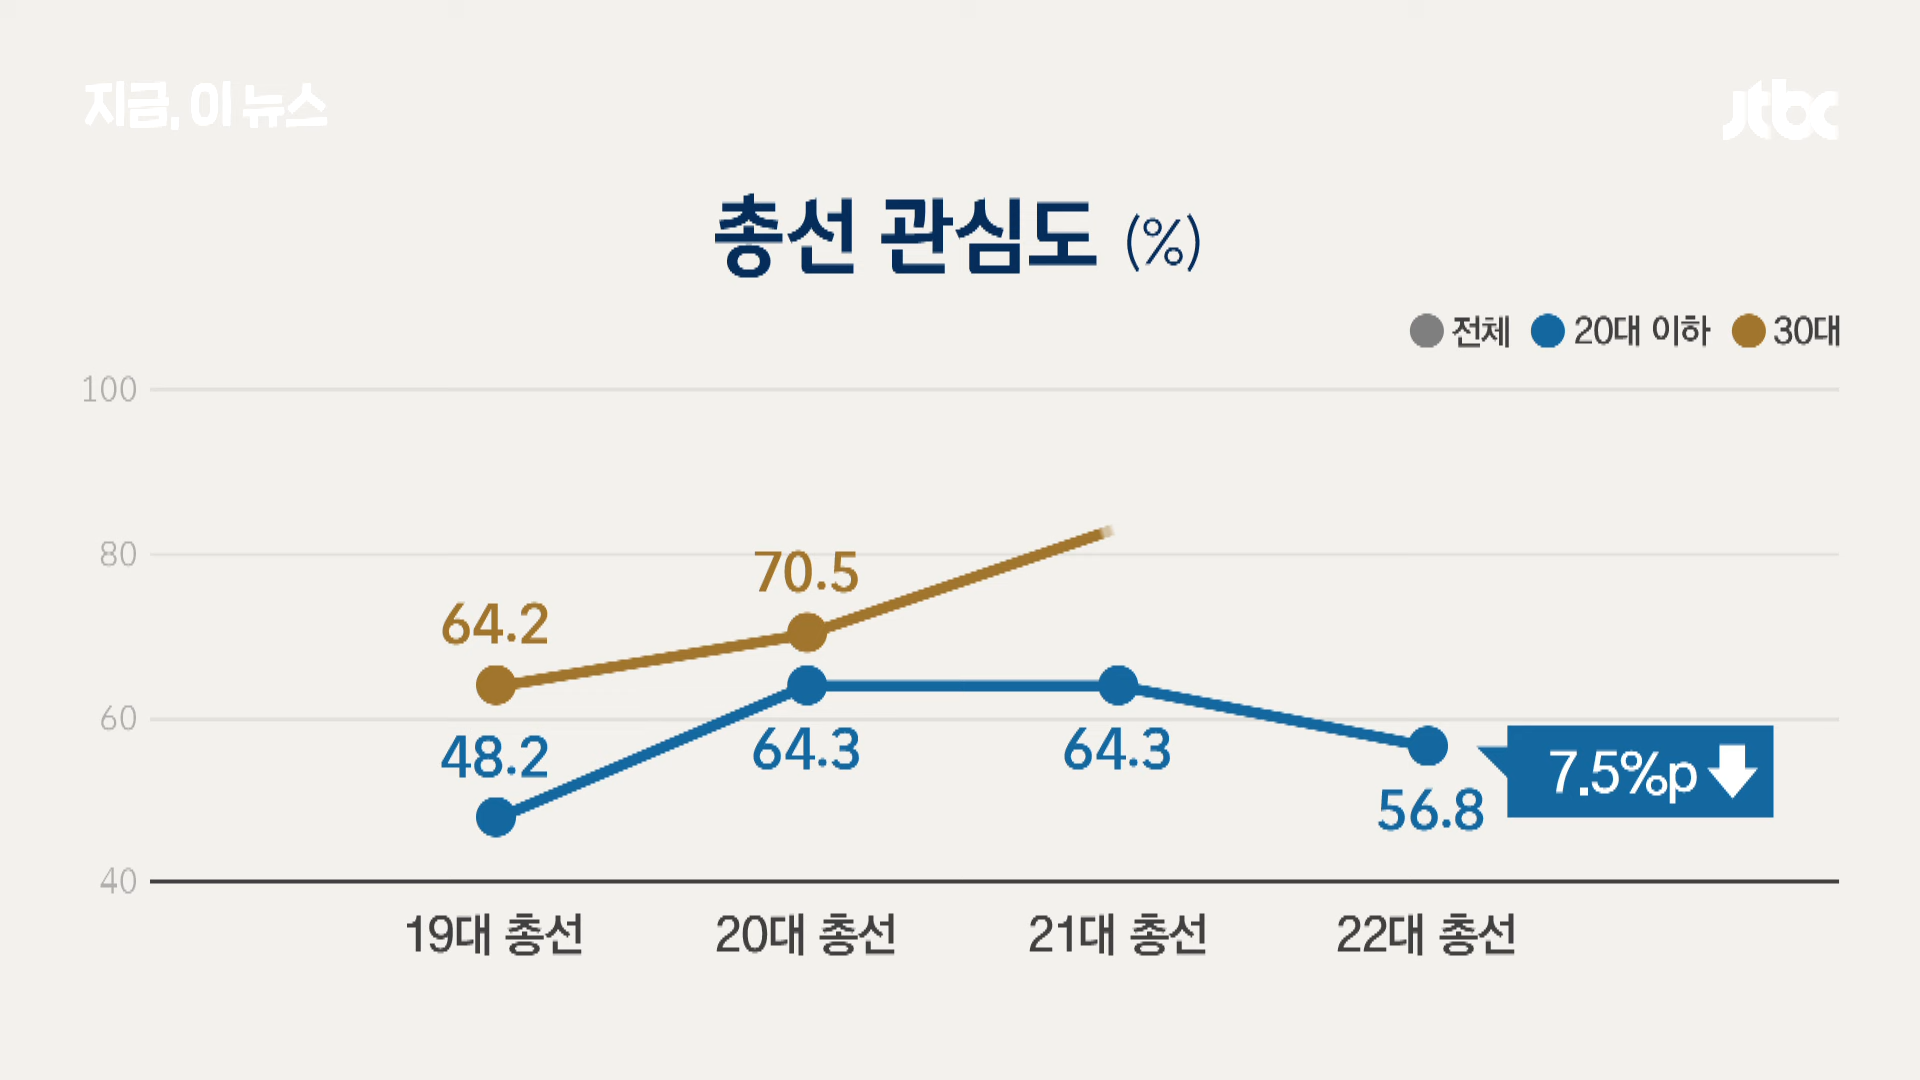 지금, 이 뉴스
jtbc
총선 관심도 (%)
전체 20대 이하 30대
100
80
60
40
64.2
70.5
48.2
64.3
64.3
56.8
7.5%p
19대 총선
20대 총선
21대 총선
22대 총선